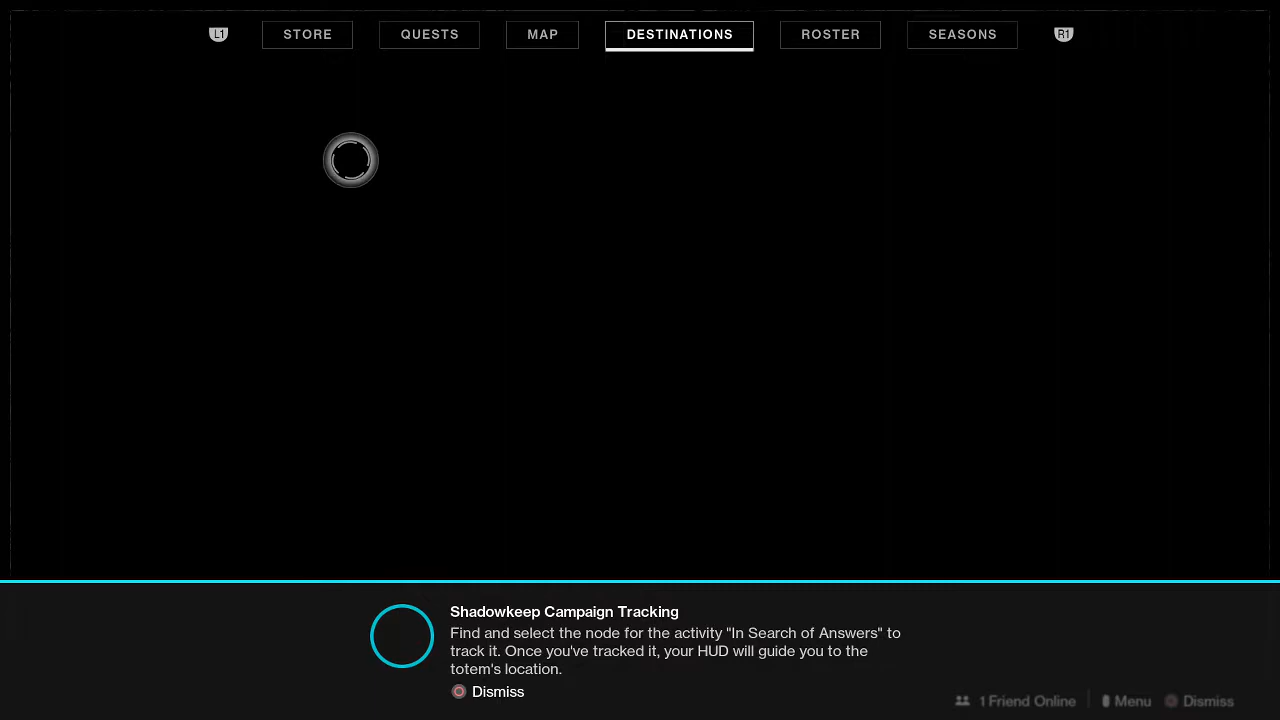 L1 STORE QUESTS MAP DESTINATIONS ROSTER SEASONS R1
Shadowkeep Campaign Tracking
Find and select the node for the activity "In Search of Answers" to
track it. Once you've tracked it, your HUD will guide you to the
totem's location.
Dismiss
1 Friend Online Menu Dismiss